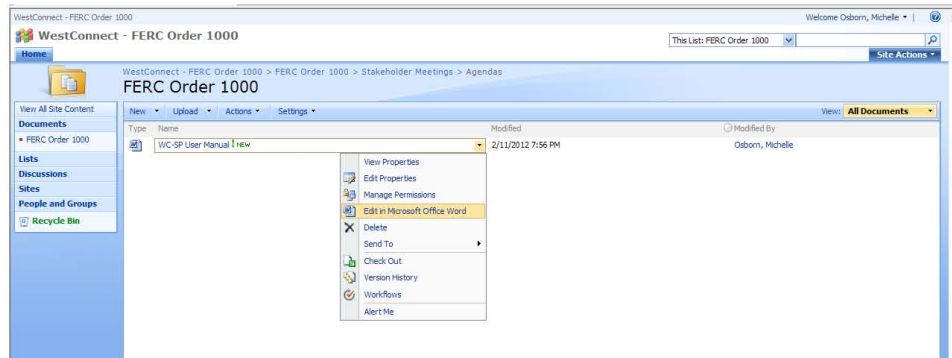 WestConnect - FERC Order 1000
Welcome Osborn, Michelle
WestConnect - FERC Order 1000
This List: FERC Order 1000
Home
Site Actions
WestConnect - FERC Order 1000 > FERC Order 1000 > Stakeholder Meetings > Agendas
FERC Order 1000
View All Site Content
Documents
FERC Order 1000
Lists
Discussions
Sites
People and Groups
Recycle Bin
New Upload Actions Settings
View: All Documents
Type Name Modified Modified By
WC-SP User Manual ! NEW 2/11/2012 7:56 PM Osborn, Michelle
View Properties
Edit Properties
Manage Permissions
Edit in Microsoft Office Word
Delete
Send To
Check Out
Version History
Workflows
Alert Me